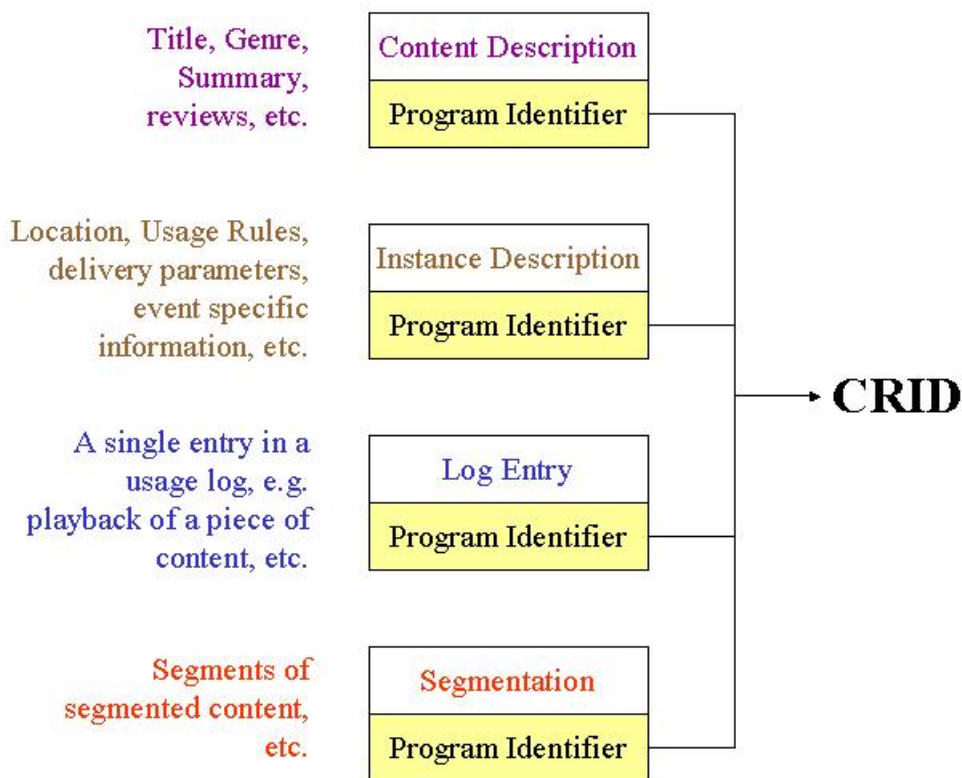 Title, Genre,
Summary,
reviews, etc.
Content Description
Program Identifier
Location, Usage Rules,
delivery parameters,
event specific
information, etc.
Instance Description
Program Identifier
CRID
A single entry in a
usage log, e.g.
playback of a piece of
content, etc.
Log Entry
Program Identifier
Segments of
segmented content,
etc.
Segmentation
Program Identifier